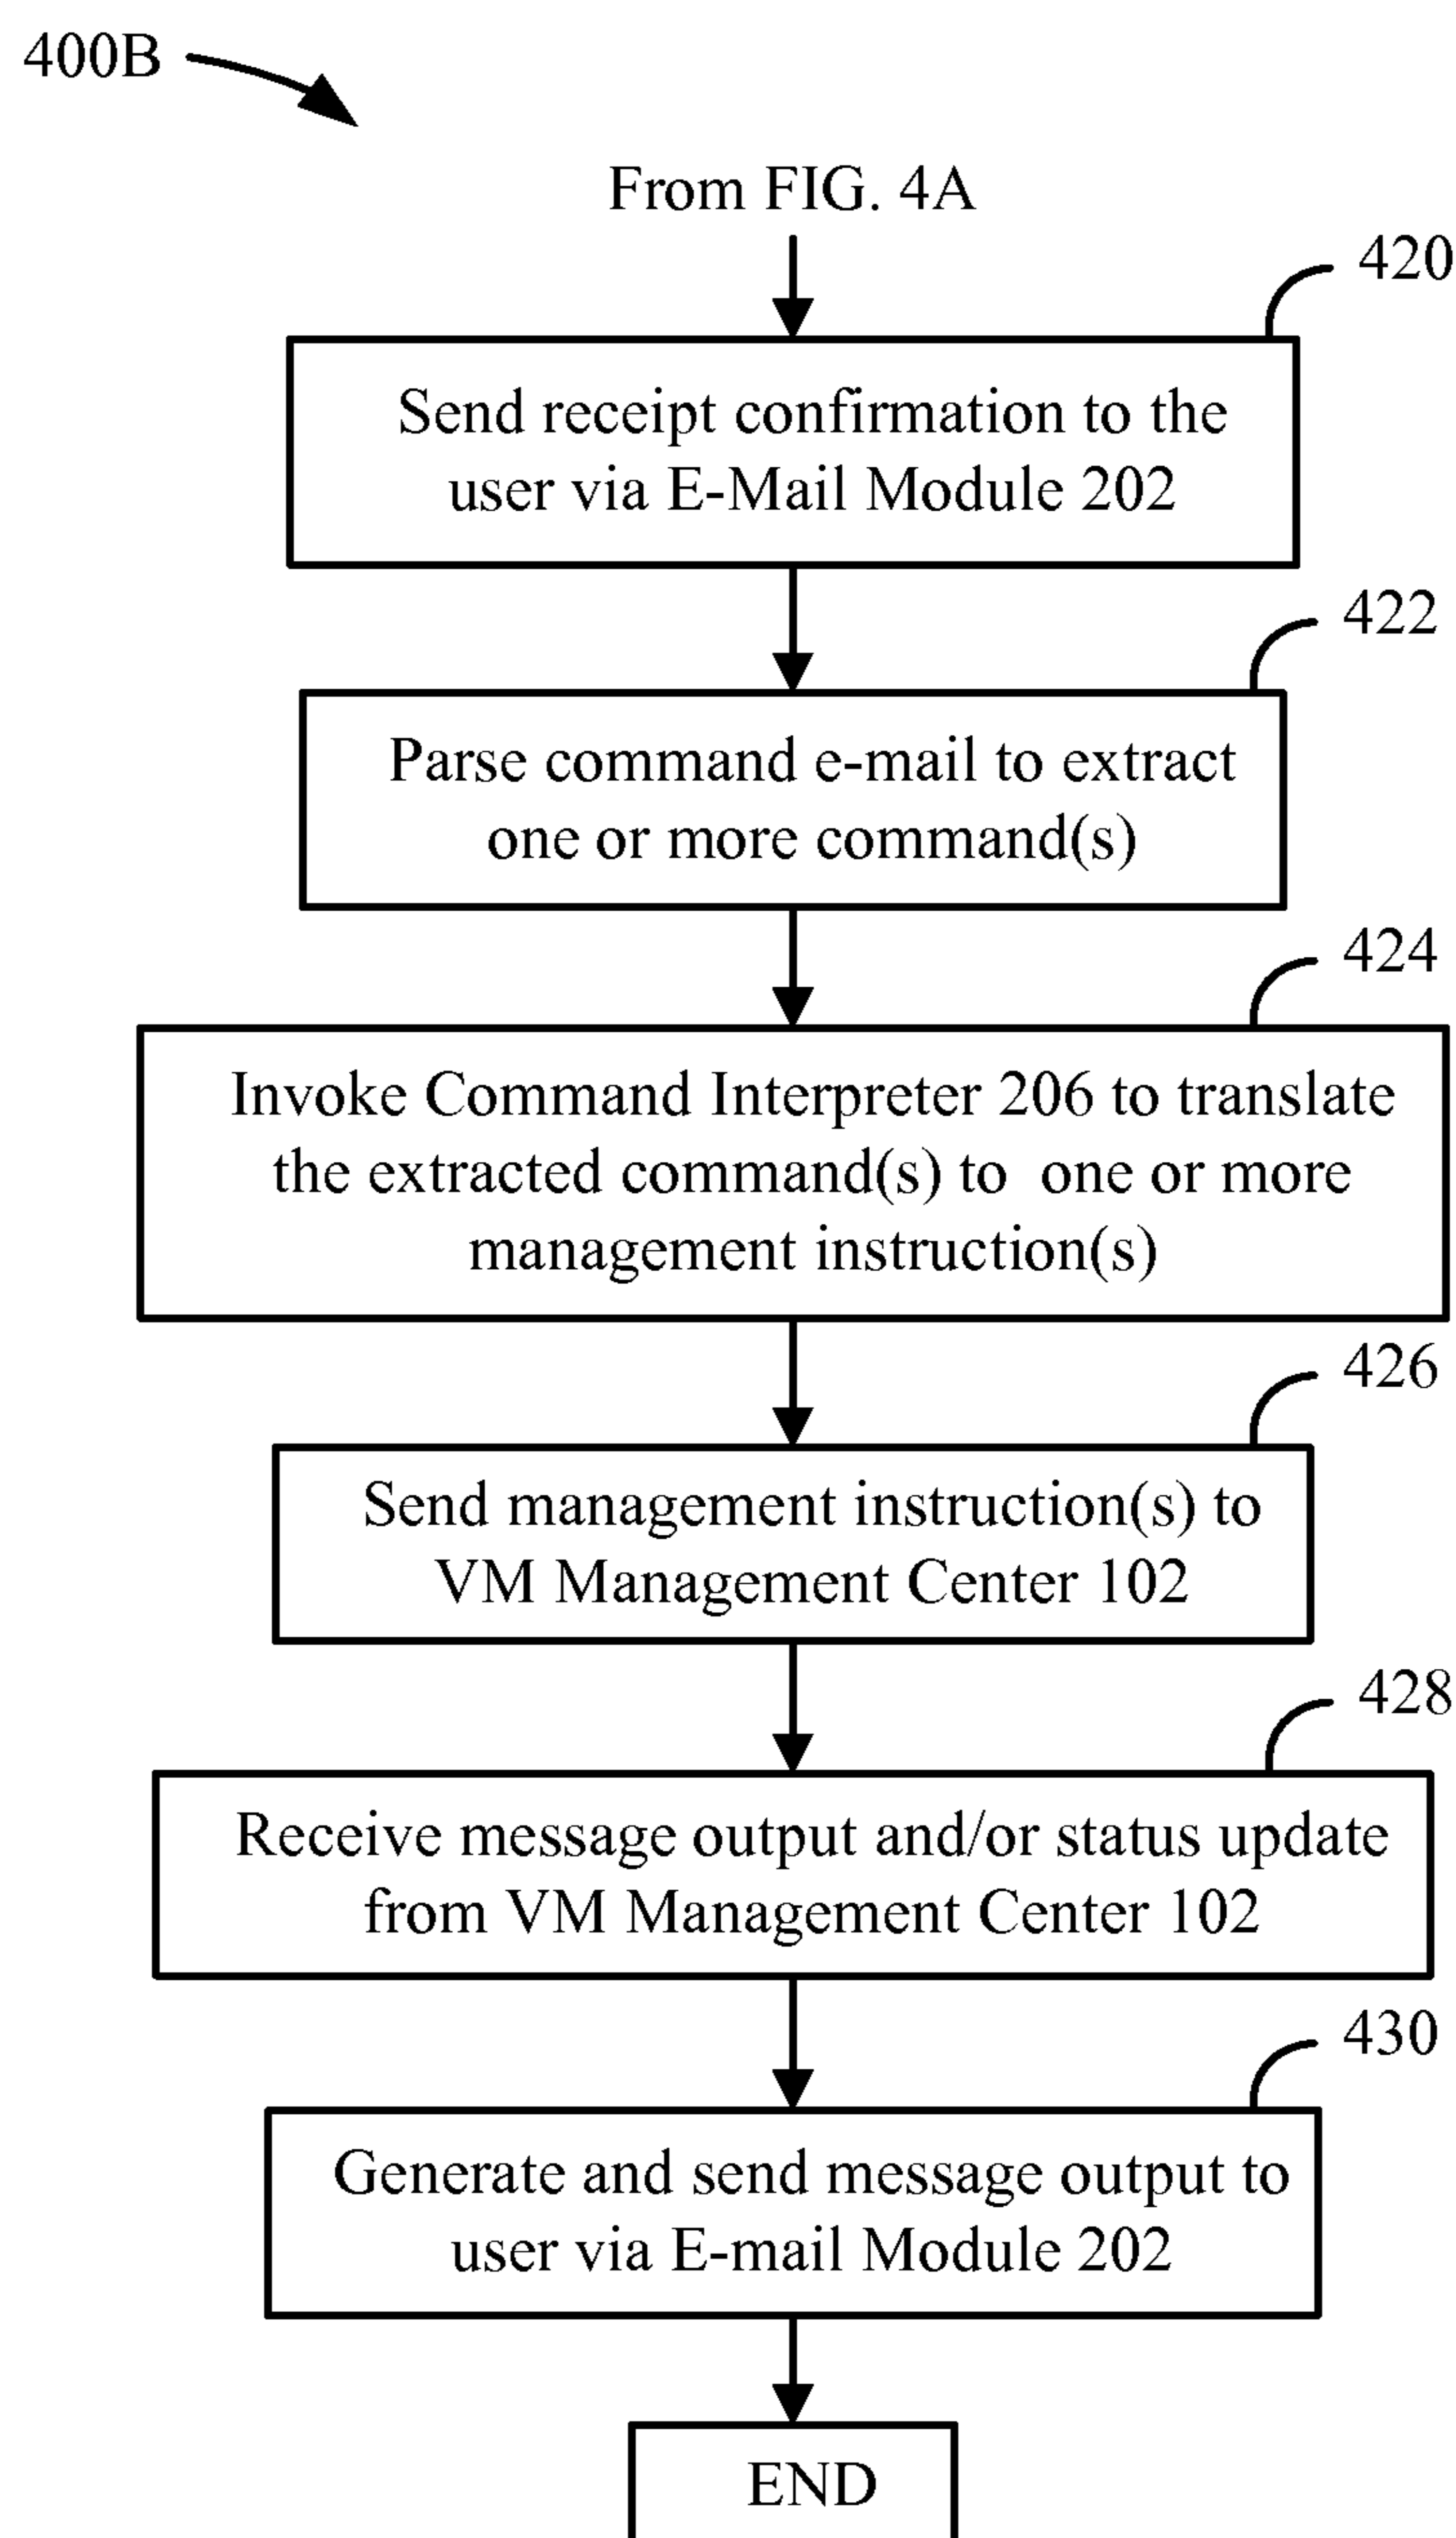 400B
From FIG. 4A
420
Send receipt confirmation to the
user via E-Mail Module 202
422
Parse command e-mail to extract
one or more command(s)
424
Invoke Command Interpreter 206 to translate
the extracted command(s) to one or more
management instruction(s)
426
Send management instruction(s) to
VM Management Center 102
428
Receive message output and/or status update
from VM Management Center 102
430
Generate and send message output to
user via E-mail Module 202
END